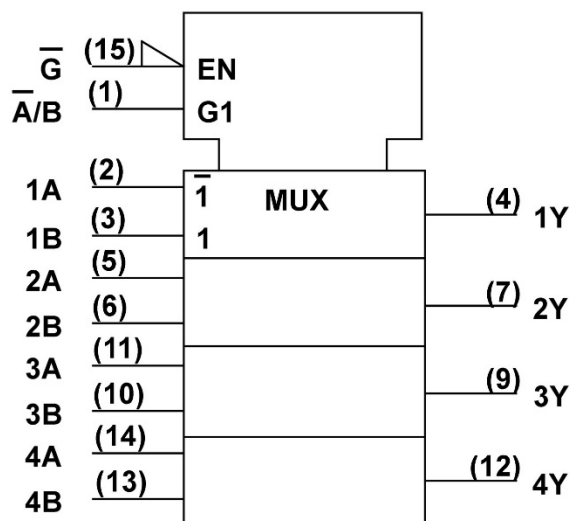 G̅ (15) EN
A̅/B (1) G1
1A (2) 1̅ MUX (4) 1Y
1B (3) 1
2A (5)
2B (6) (7) 2Y
3A (11)
3B (10) (9) 3Y
4A (14)
4B (13) (12) 4Y